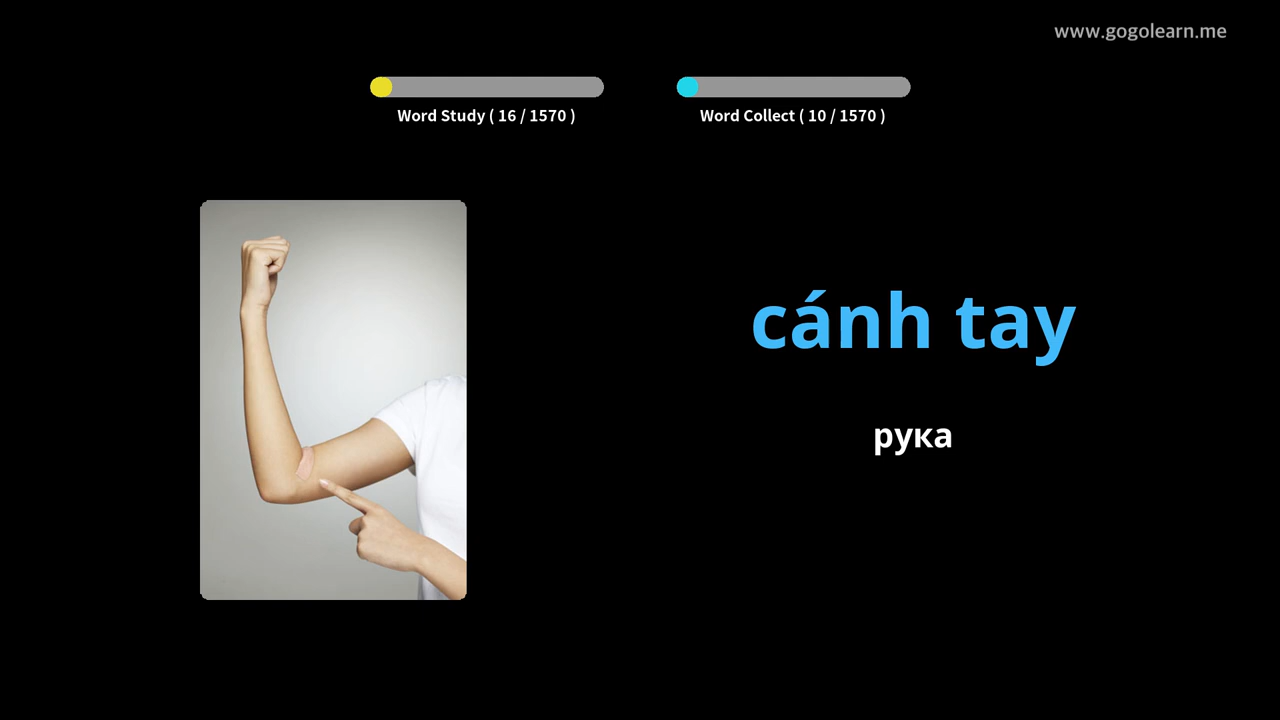 www.gogolearn.me
Word Study ( 16 / 1570 )
Word Collect ( 10 / 1570 )
cánh tay
рука